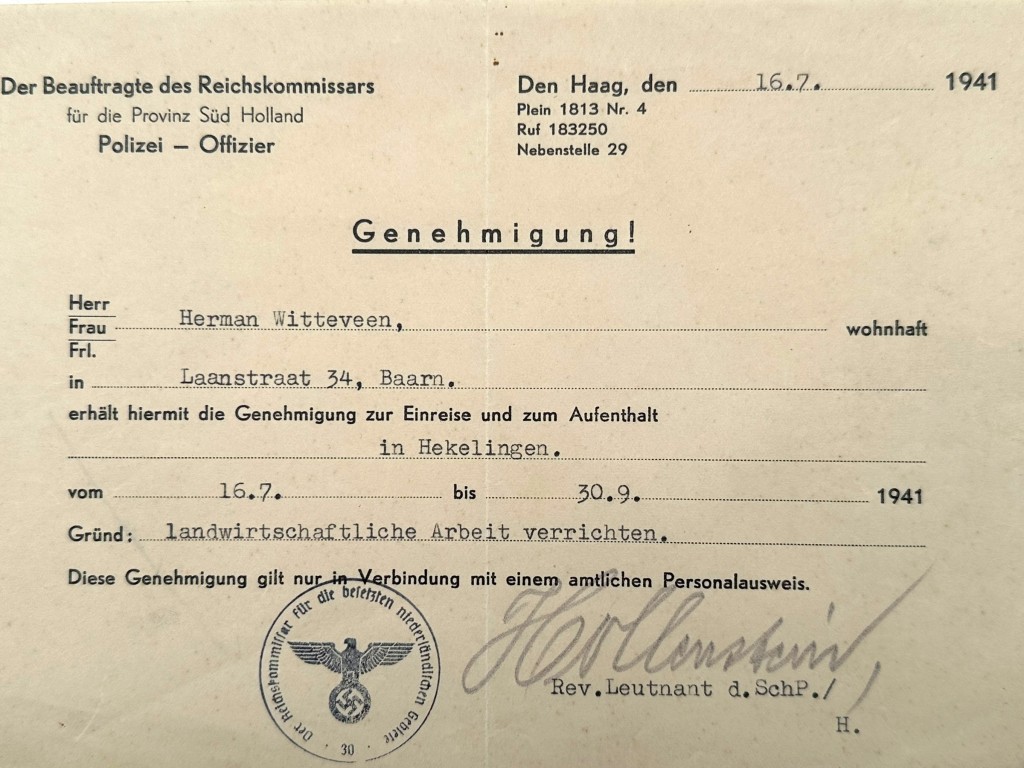 Der Beauftragte des Reichskommissars
für die Provinz Süd Holland
Polizei – Offizier
Den Haag, den 16.7. 1941
Plein 1813 Nr. 4
Ruf 183250
Nebenstelle 29
Genehmigung!
Herr
Frau
Frl.
Herman Witteveen, wohnhaft
in Laanstraat 34, Baarn.
erhält hiermit die Genehmigung zur Einreise und zum Aufenthalt
in Hekelingen.
vom 16.7. bis 30.9. 1941
Gründ: landwirtschaftliche Arbeit verrichten.
Diese Genehmigung gilt nur in Verbindung mit einem amtlichen Personalausweis.
Der Reichskommissar für die besetzten niederländischen Gebiete
30
Hollenstein
Rev.Leutnant d.SchP./
H.